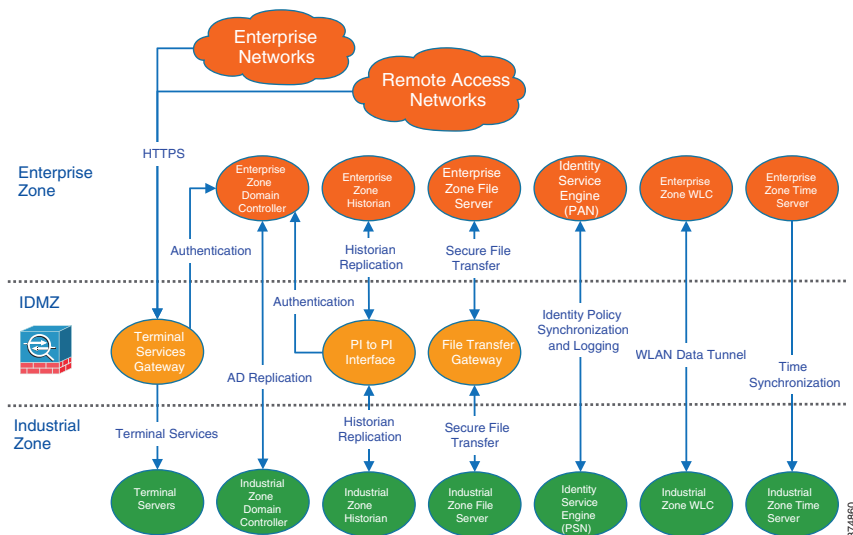 Enterprise
Networks
Remote Access
Networks
HTTPS
Enterprise
Zone
Enterprise
Zone
Domain
Controller
Enterprise
Zone
Historian
Enterprise
Zone File
Server
Identity
Service
Engine
(PAN)
Enterprise
Zone WLC
Enterprise
Zone Time
Server
Authentication
Historian
Replication
Secure File
Transfer
IDMZ
Authentication
Identity Policy
Synchronization
and Logging
Terminal
Services
Gateway
PI to PI
Interface
File Transfer
Gateway
WLAN Data Tunnel
Time
Synchronization
AD Replication
Industrial
Zone
Terminal Services
Historian
Replication
Secure File
Transfer
Terminal
Servers
Industrial
Zone
Domain
Controller
Industrial
Zone
Historian
Industrial
Zone File
Server
Identity
Service
Engine
(PSN)
Industrial
Zone WLC
Industrial
Zone Time
Server
374860